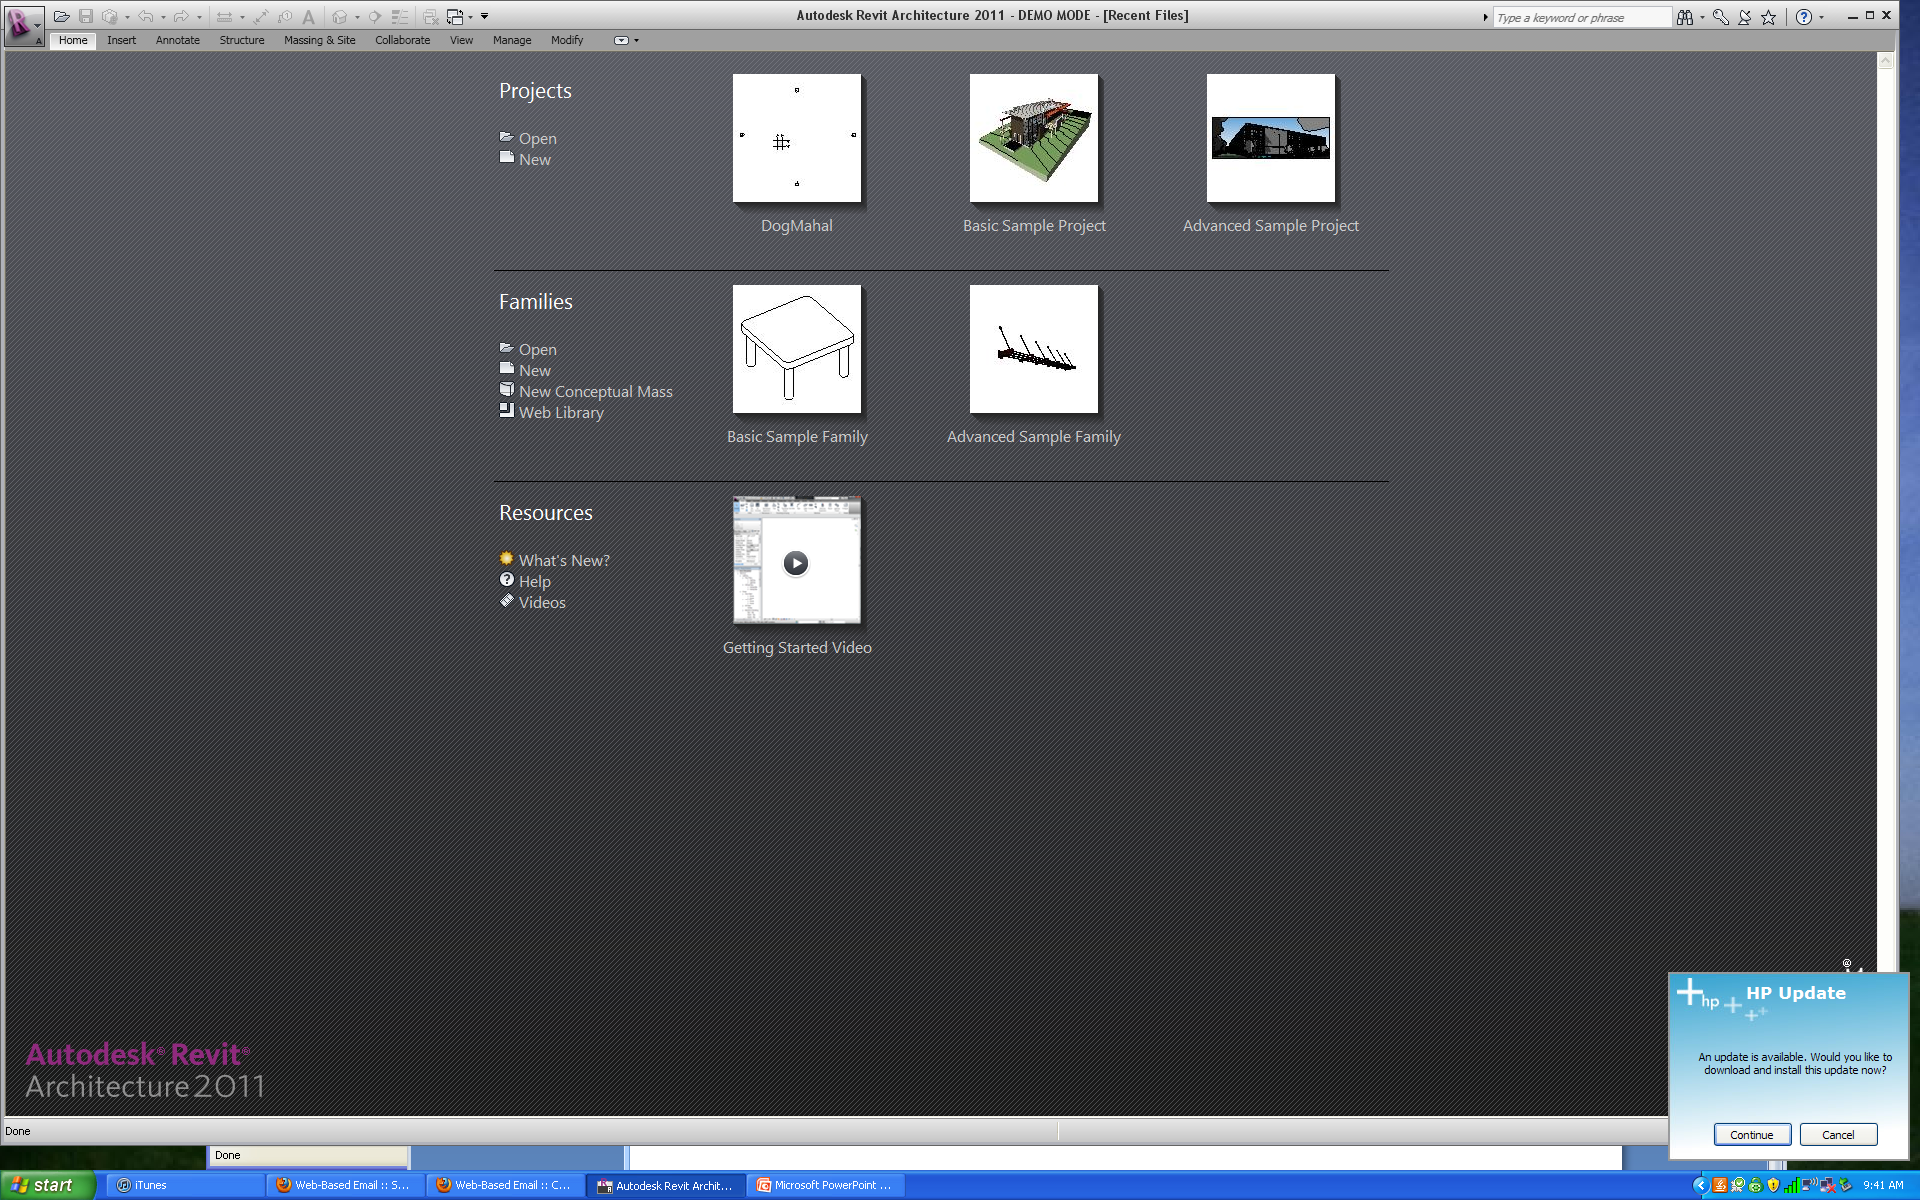 Autodesk Revit Architecture 2011 - DEMO MODE - [Recent Files]
Type a keyword or phrase
Home Insert Annotate Structure Massing & Site Collaborate View Manage Modify
Projects
Open
New
DogMahal
Basic Sample Project
Advanced Sample Project
Families
Open
New
New Conceptual Mass
Web Library
Basic Sample Family
Advanced Sample Family
Resources
What's New?
Help
Videos
Getting Started Video
Autodesk® Revit®
Architecture 2011
hp HP Update
An update is available. Would you like to
download and install this update now?
Continue Cancel
Done
Done
start iTunes Web-Based Email :: S... Web-Based Email :: C... Autodesk Revit Archit... Microsoft PowerPoint ... 9:41 AM